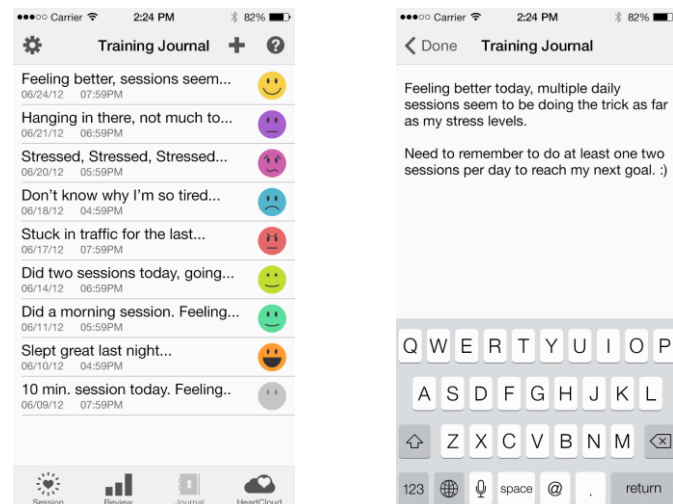 Carrier 2:24 PM 82%
Training Journal + ?
Feeling better, sessions seem...
06/24/12 07:59PM
Hanging in there, not much to...
06/21/12 06:59PM
Stressed, Stressed, Stressed...
06/20/12 05:59PM
Don't know why I'm so tired...
06/18/12 04:59PM
Stuck in traffic for the last...
06/17/12 07:59PM
Did two sessions today, going...
06/14/12 06:59PM
Did a morning session. Feeling...
06/11/12 05:59PM
Slept great last night...
06/10/12 04:59PM
10 min. session today. Feeling..
06/09/12 07:59PM
Session Review Journal HeartCloud
Carrier 2:24 PM 82%
Done Training Journal
Feeling better today, multiple daily
sessions seem to be doing the trick as far
as my stress levels.
Need to remember to do at least one two
sessions per day to reach my next goal. :)
Q W E R T Y U I O P
A S D F G H J K L
Z X C V B N M
123 space @ . return